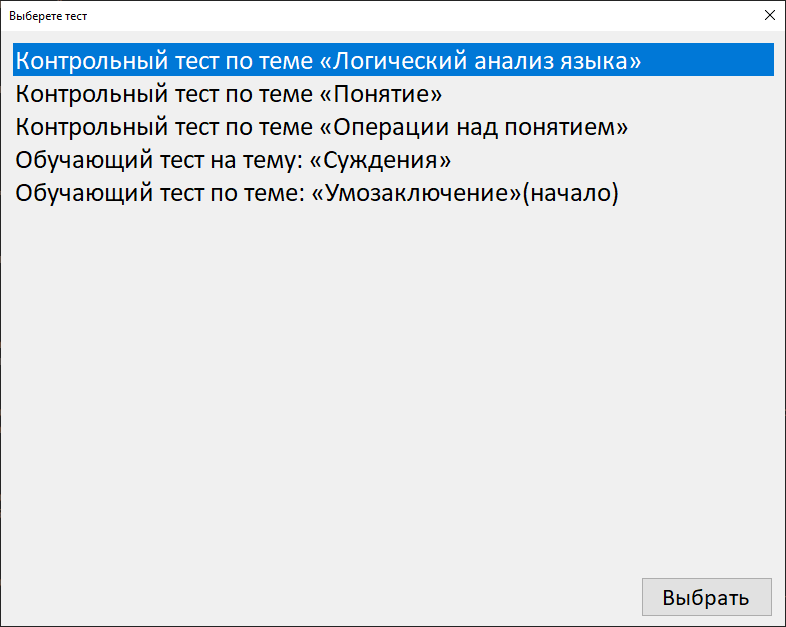 Выберете тест
Контрольный тест по теме «Логический анализ языка»
Контрольный тест по теме «Понятие»
Контрольный тест по теме «Операции над понятием»
Обучающий тест на тему: «Суждения»
Обучающий тест по теме: «Умозаключение»(начало)
Выбрать